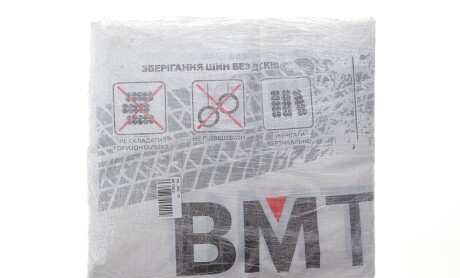 ЗБЕРІГАННЯ ШИН БЕЗ ДИСКІВ
НЕ СКЛАДАТИ
ГОРИЗОНТАЛЬНО
НЕ ПІДВІШУВАТИ
ЗБЕРІГАТИ
ВЕРТИКАЛЬНО
BMT